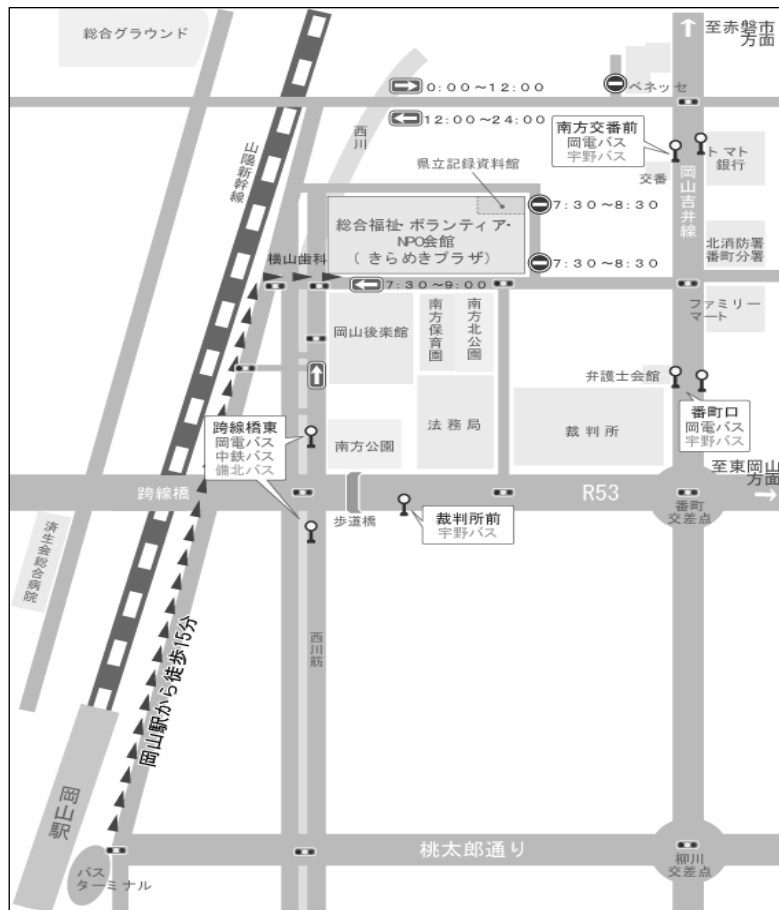 総合グラウンド
至赤磐市
方面
0:00〜12:00
ベネッセ
12:00〜24:00
西川
南方交番前
岡電バス
宇野バス
トマト
銀行
山陽新幹線
県立記録資料館
交番
岡山吉井線
7:30〜8:30
総合福祉・ボランティア・
NPO会館
(きらめきプラザ)
北消防署
番町分署
横山歯科
7:30〜8:30
7:30〜9:00
ファミリー
マート
岡山後楽館
南方保育園
南方北公園
弁護士会館
跨線橋東
岡電バス
中鉄バス
備北バス
南方公園
法務局
裁判所
番町口
岡電バス
宇野バス
至東岡山
方面
跨線橋
R53
番町
交差点
歩道橋
裁判所前
宇野バス
済生会総合病院
岡山駅から徒歩15分
西川筋
岡山駅
桃太郎通り
柳川
交差点
バス
ターミナル